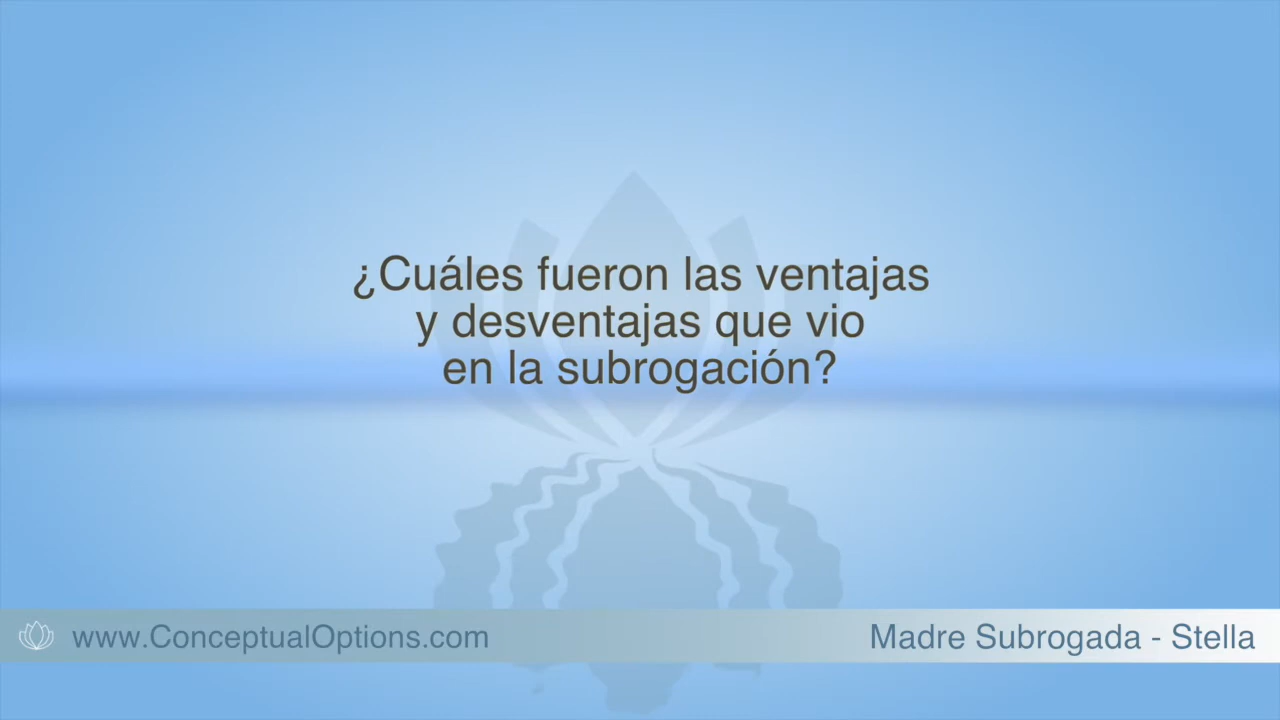 ¿Cuáles fueron las ventajas
y desventajas que vio
en la subrogación?
www.ConceptualOptions.com
Madre Subrogada - Stella